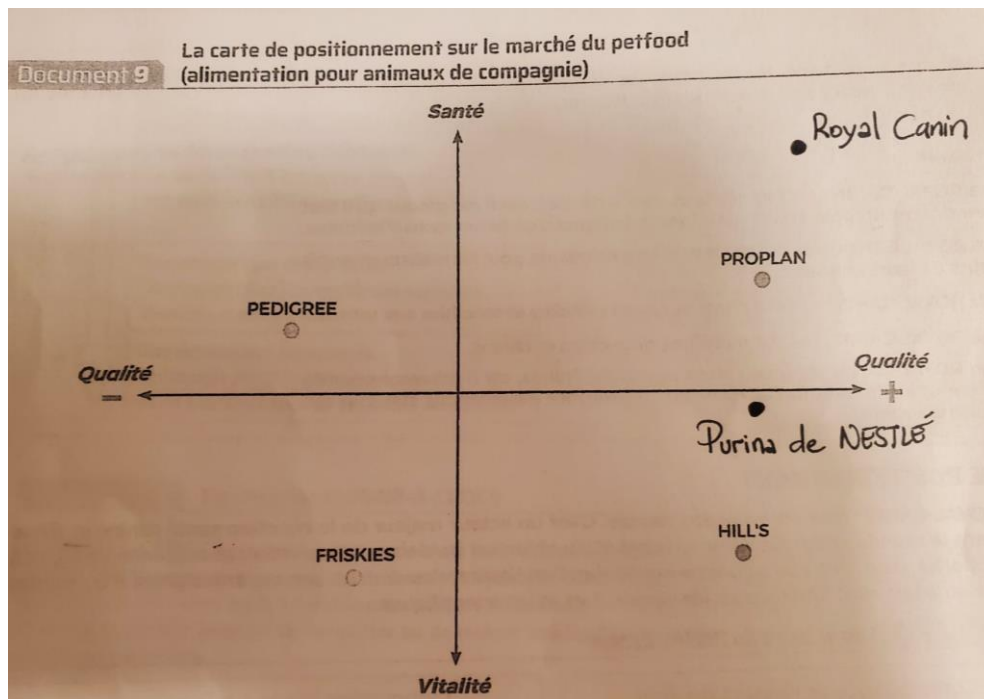 La carte de positionnement sur le marché du petfood
Document 9
(alimentation pour animaux de compagnie)
Santé
Royal Canin
PROPLAN
PEDIGREE
Qualité
−
Qualité
+
Purina de NESTLÉ
HILL'S
FRISKIES
Vitalité